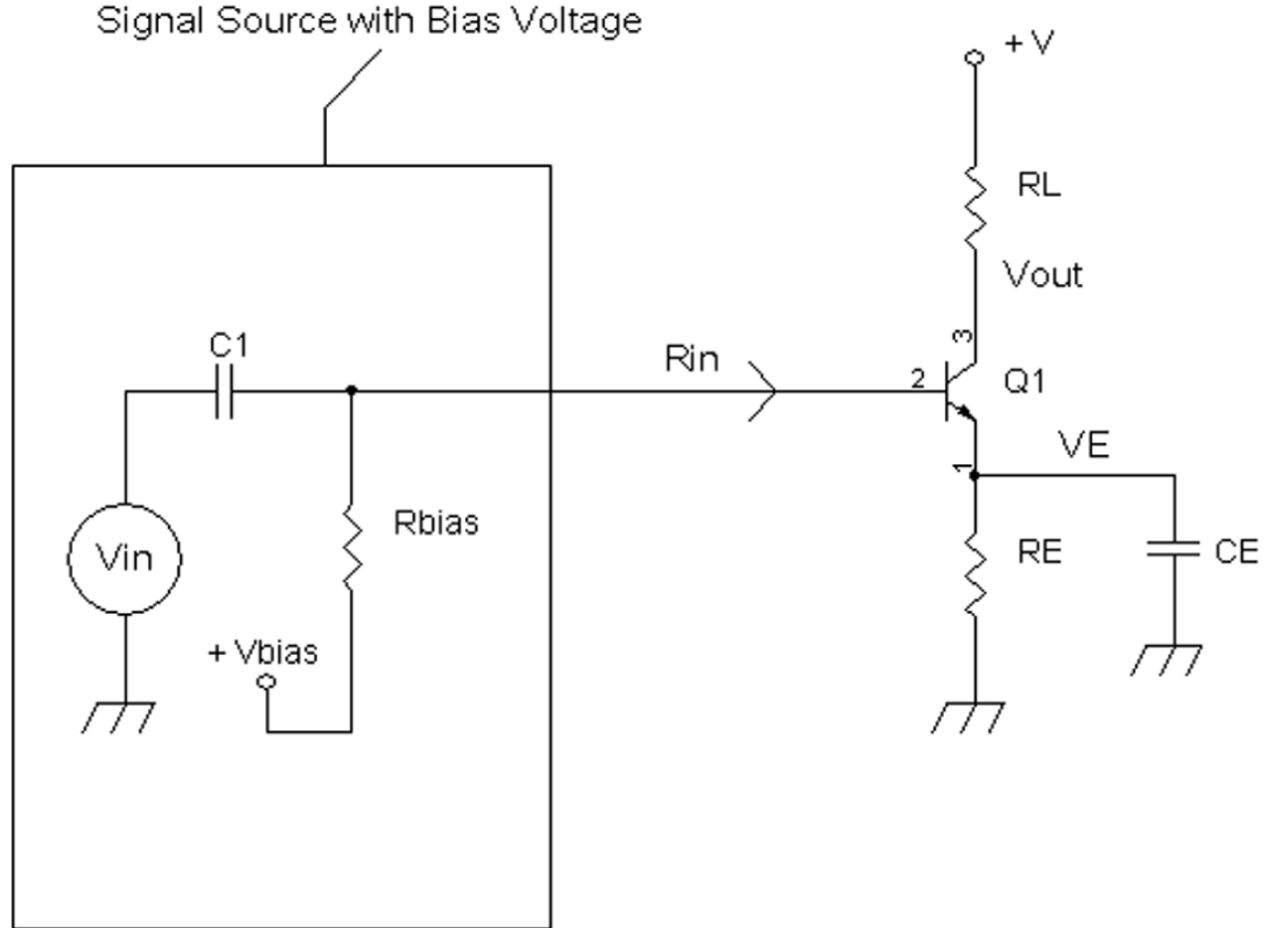 Signal Source with Bias Voltage
+ V
RL
Vout
C1
Rin
3
2
Q1
1
VE
Vin
Rbias
RE
CE
+ Vbias